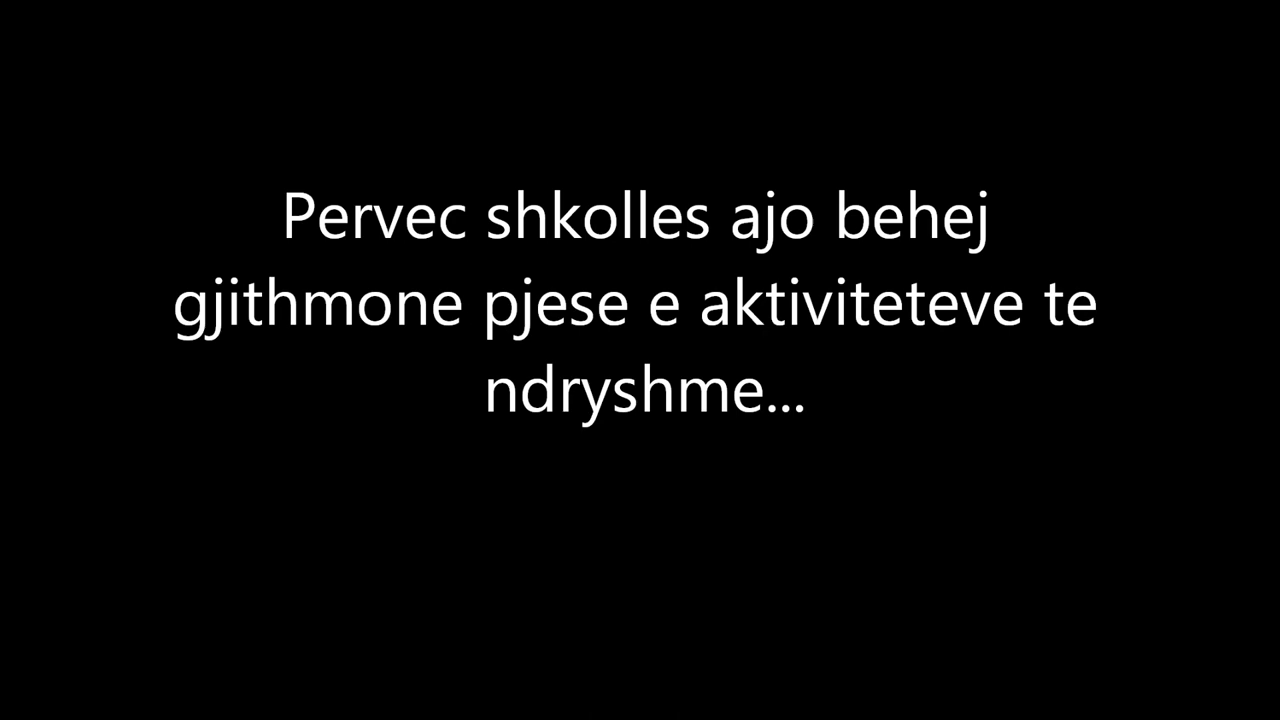 Pervec shkolles ajo behej
gjithmone pjese e aktiviteteve te
ndryshme...